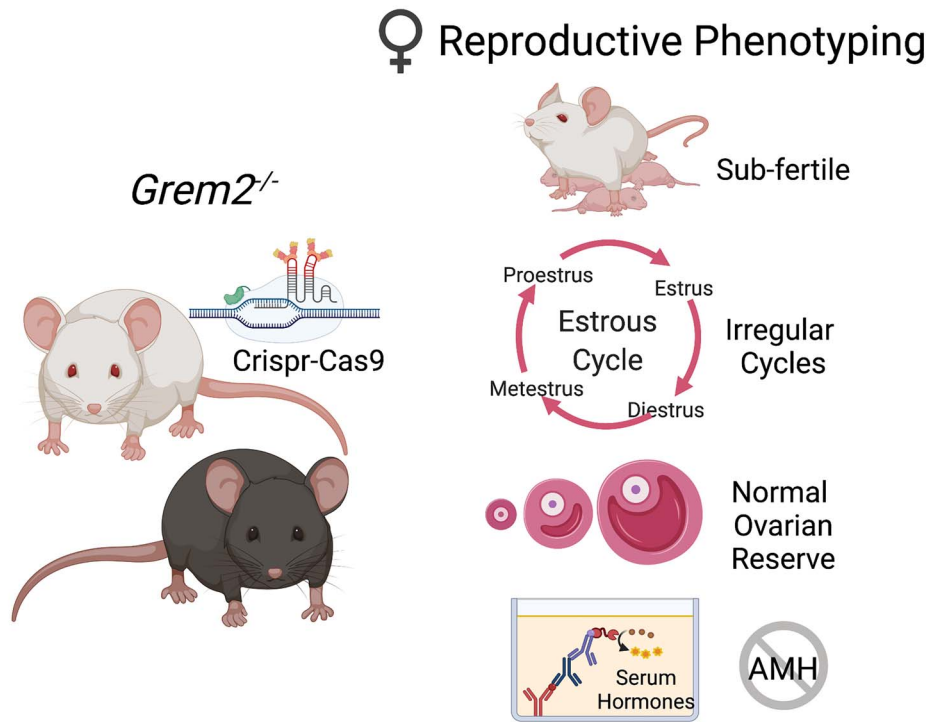 ♀ Reproductive Phenotyping
Grem2-/-
Crispr-Cas9
Sub-fertile
Proestrus
Estrus
Estrous
Cycle
Metestrus
Diestrus
Irregular
Cycles
Normal
Ovarian
Reserve
Serum
Hormones
AMH